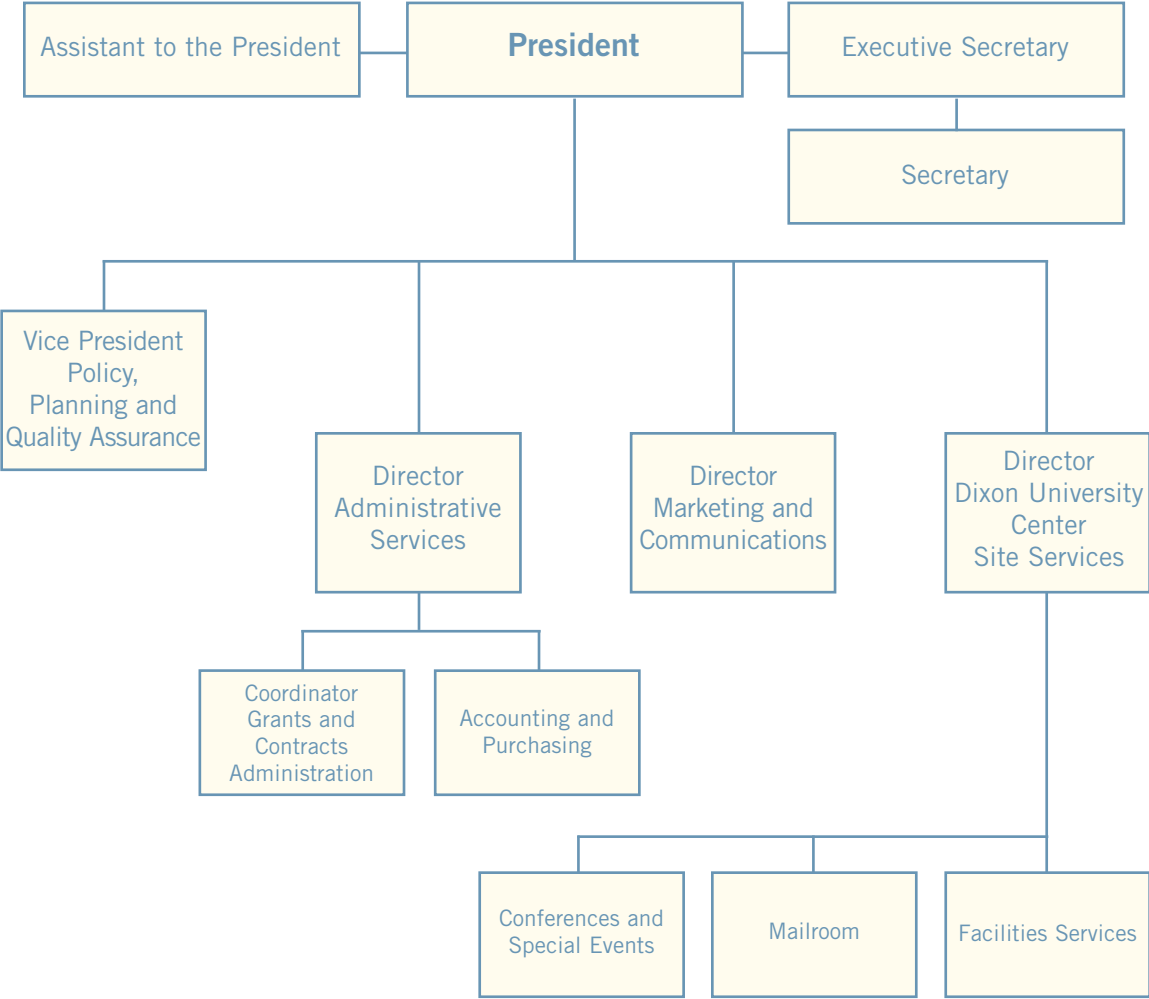 Assistant to the President
President
Executive Secretary
Secretary
Vice President
Policy,
Planning and
Quality Assurance
Director
Administrative
Services
Director
Marketing and
Communications
Director
Dixon University
Center
Site Services
Coordinator
Grants and
Contracts
Administration
Accounting and
Purchasing
Conferences and
Special Events
Mailroom
Facilities Services